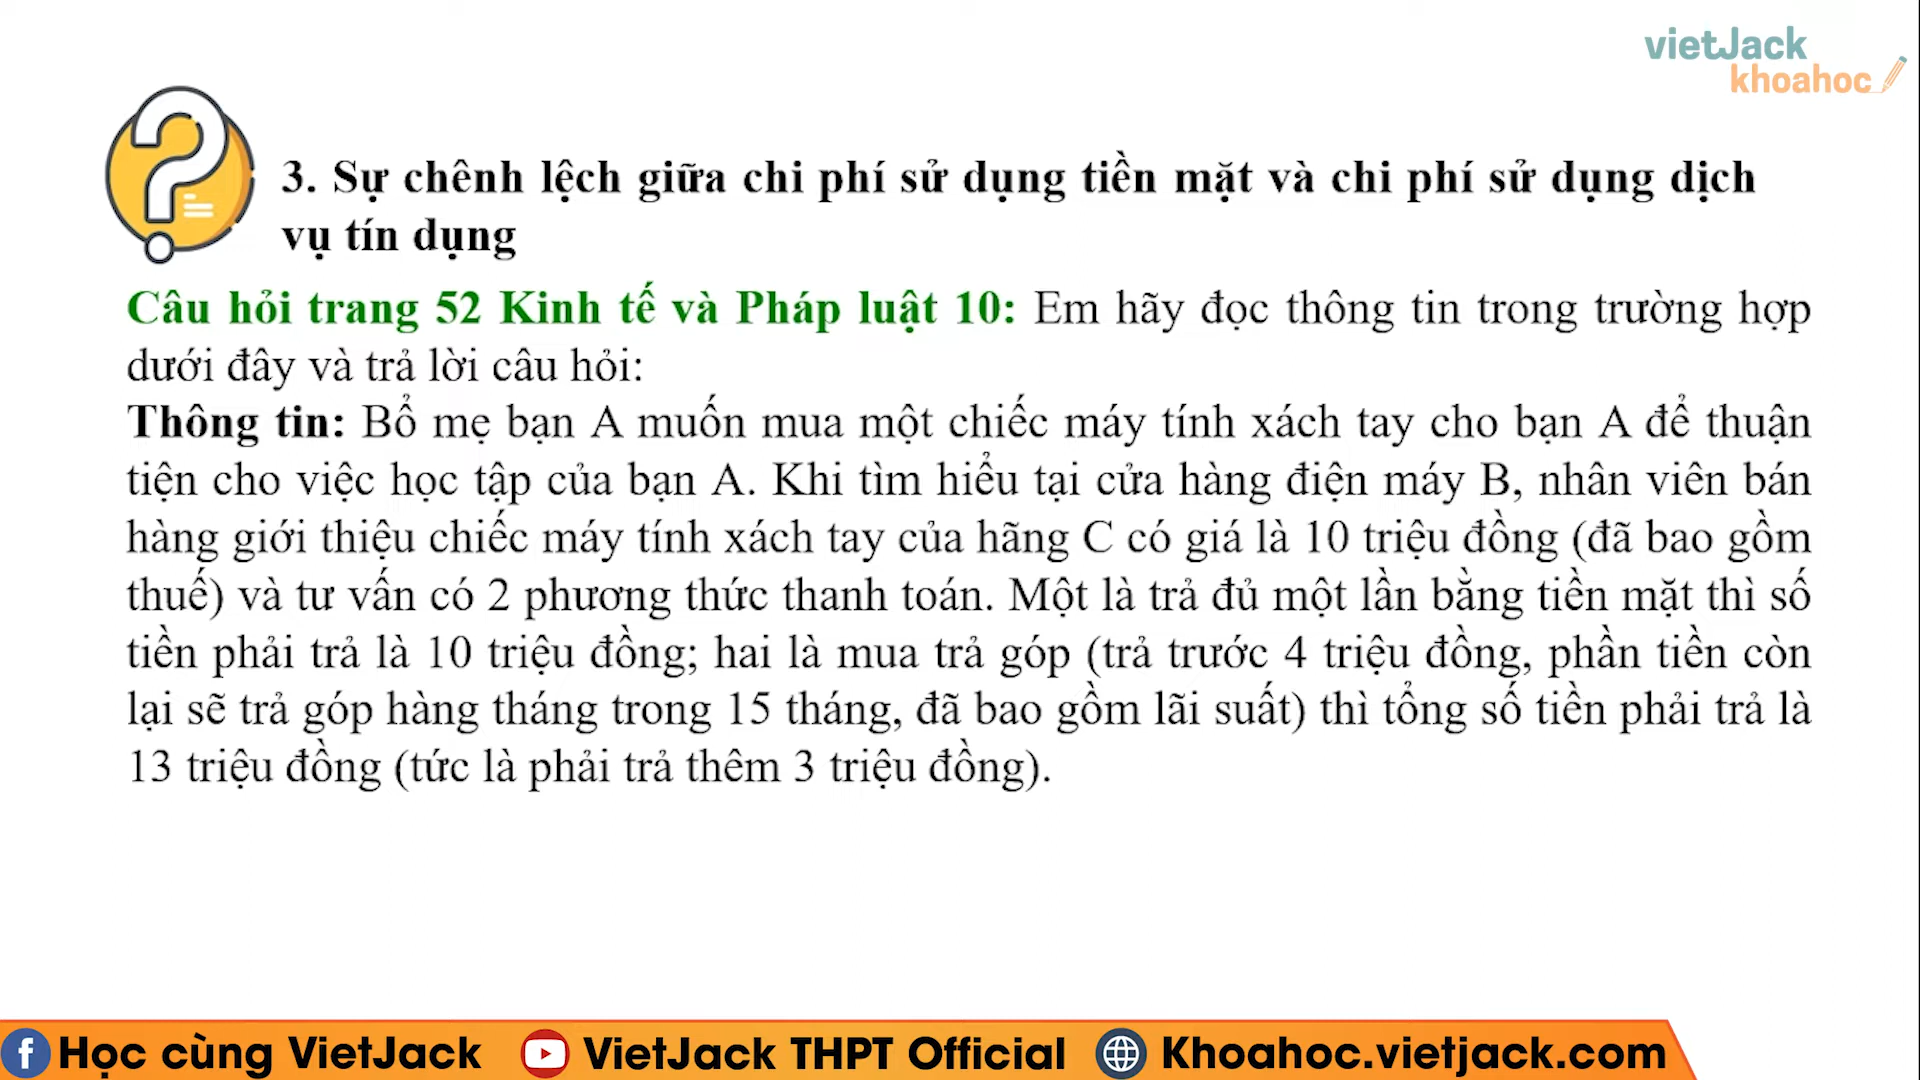 vietJack
khoahoc
3. Sự chênh lệch giữa chi phí sử dụng tiền mặt và chi phí sử dụng dịch
vụ tín dụng
Câu hỏi trang 52 Kinh tế và Pháp luật 10: Em hãy đọc thông tin trong trường hợp
dưới đây và trả lời câu hỏi:
Thông tin: Bổ mẹ bạn A muốn mua một chiếc máy tính xách tay cho bạn A để thuận
tiện cho việc học tập của bạn A. Khi tìm hiểu tại cửa hàng điện máy B, nhân viên bán
hàng giới thiệu chiếc máy tính xách tay của hãng C có giá là 10 triệu đồng (đã bao gồm
thuế) và tư vấn có 2 phương thức thanh toán. Một là trả đủ một lần bằng tiền mặt thì số
tiền phải trả là 10 triệu đồng; hai là mua trả góp (trả trước 4 triệu đồng, phần tiền còn
lại sẽ trả góp hàng tháng trong 15 tháng, đã bao gồm lãi suất) thì tổng số tiền phải trả là
13 triệu đồng (tức là phải trả thêm 3 triệu đồng).
Học cùng VietJack VietJack THPT Official Khoahoc.vietjack.com